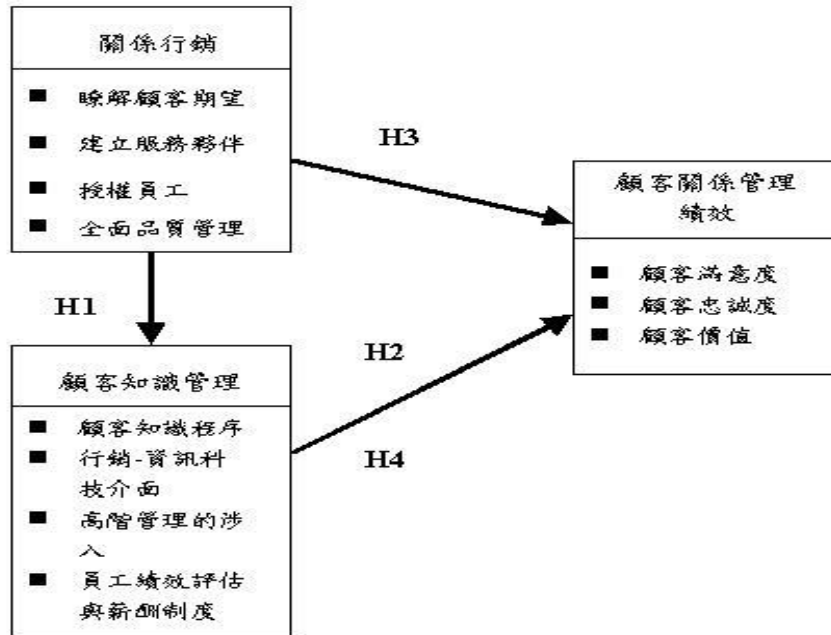 關係行銷
■ 瞭解顧客期望
■ 建立服務夥伴
■ 授權員工
■ 全面品質管理
H3
顧客關係管理
績效
■ 顧客滿意度
■ 顧客忠誠度
■ 顧客價值
H1
H2
H4
顧客知識管理
■ 顧客知識程序
■ 行銷-資訊科
技介面
■ 高階管理的涉
入
■ 員工績效評估
與薪酬制度